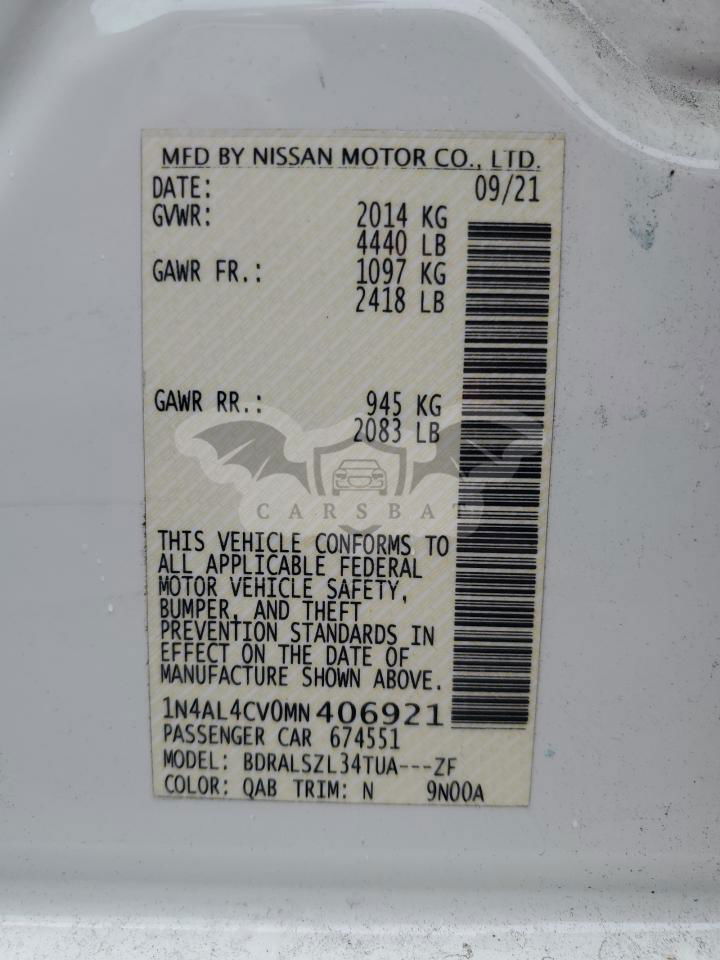 MFD BY NISSAN MOTOR CO., LTD.
DATE: 09/21
GVWR: 2014 KG
4440 LB
GAWR FR.: 1097 KG
2418 LB
GAWR RR.: 945 KG
2083 LB
CARSBAT
THIS VEHICLE CONFORMS TO
ALL APPLICABLE FEDERAL
MOTOR VEHICLE SAFETY,
BUMPER, AND THEFT
PREVENTION STANDARDS IN
EFFECT ON THE DATE OF
MANUFACTURE SHOWN ABOVE.
1N4AL4CV0MN406921
PASSENGER CAR 674551
MODEL: BDRALSZL34TUA---ZF
COLOR: QAB TRIM: N 9N00A